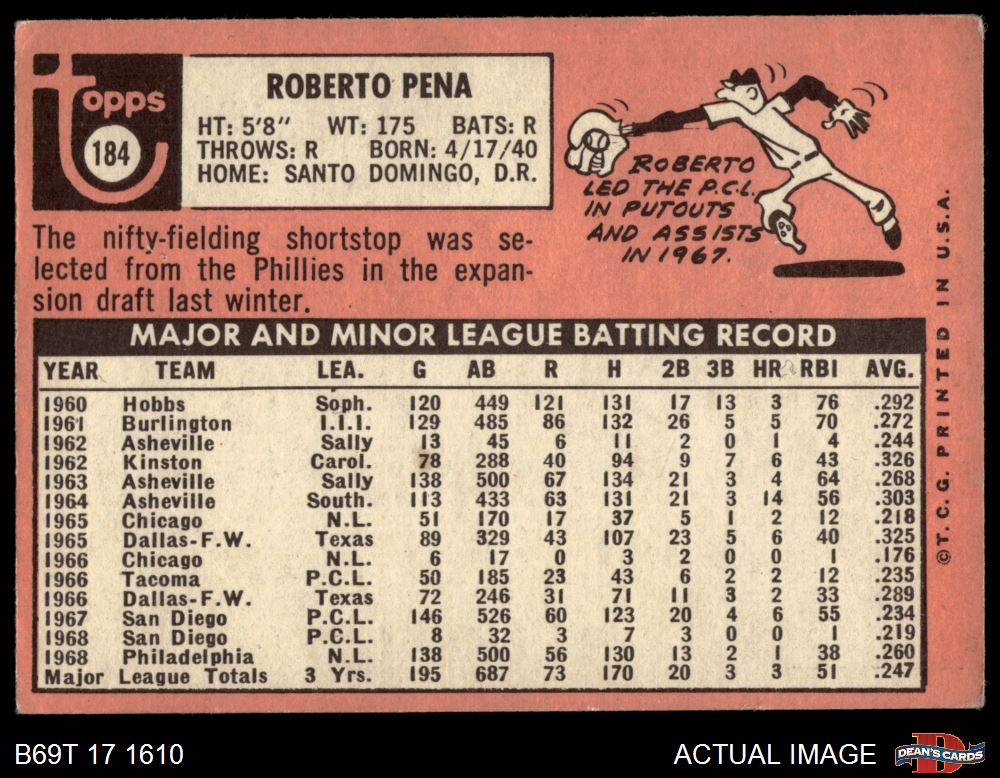 topps
184
ROBERTO PENA
HT: 5'8" WT: 175 BATS: R
THROWS: R BORN: 4/17/40
HOME: SANTO DOMINGO, D.R.
ROBERTO
LED THE P.C.L.
IN PUTOUTS
AND ASSISTS
IN 1967.
The nifty-fielding shortstop was se-
lected from the Phillies in the expan-
sion draft last winter.
MAJOR AND MINOR LEAGUE BATTING RECORD
YEAR TEAM LEA. G AB R H 2B 3B HR RBI AVG.
1960 Hobbs Soph. 120 449 121 131 17 13 3 76 .292
1961 Burlington I.I.I. 129 485 86 132 26 5 5 70 .272
1962 Asheville Sally 13 45 6 11 2 0 1 4 .244
1962 Kinston Carol. 78 288 40 94 9 7 6 43 .326
1963 Asheville Sally 138 500 67 134 21 3 4 64 .268
1964 Asheville South. 113 433 63 131 21 3 14 56 .303
1965 Chicago N.L. 51 170 17 37 5 1 2 12 .218
1965 Dallas-F.W. Texas 89 329 43 107 23 5 6 40 .325
1966 Chicago N.L. 6 17 0 3 2 0 0 1 .176
1966 Tacoma P.C.L. 50 185 23 43 6 2 2 12 .235
1966 Dallas-F.W. Texas 72 246 31 71 11 3 2 33 .289
1967 San Diego P.C.L. 146 526 60 123 20 4 6 55 .234
1968 San Diego P.C.L. 8 32 3 7 3 0 0 1 .219
1968 Philadelphia N.L. 138 500 56 130 13 2 1 38 .260
Major League Totals 3 Yrs. 195 687 73 170 20 3 3 51 .247
©T. C. G. PRINTED IN U.S.A.
B69T 17 1610
ACTUAL IMAGE
DEAN'S CARDS